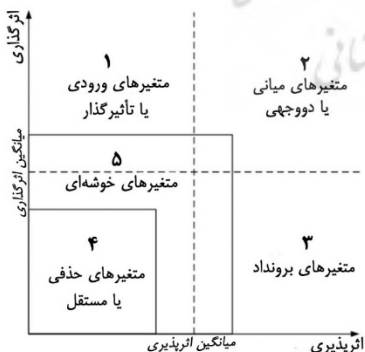 اثرگذاری
۱
متغیرهای ورودی
یا تأثیرگذار
۲
متغیرهای میانی
یا دووجهی
میانگین اثرگذاری
۵
متغیرهای خوشه‌ای
۴
متغیرهای حذفی
یا مستقل
۳
متغیرهای برونداد
میانگین اثرپذیری
اثرپذیری